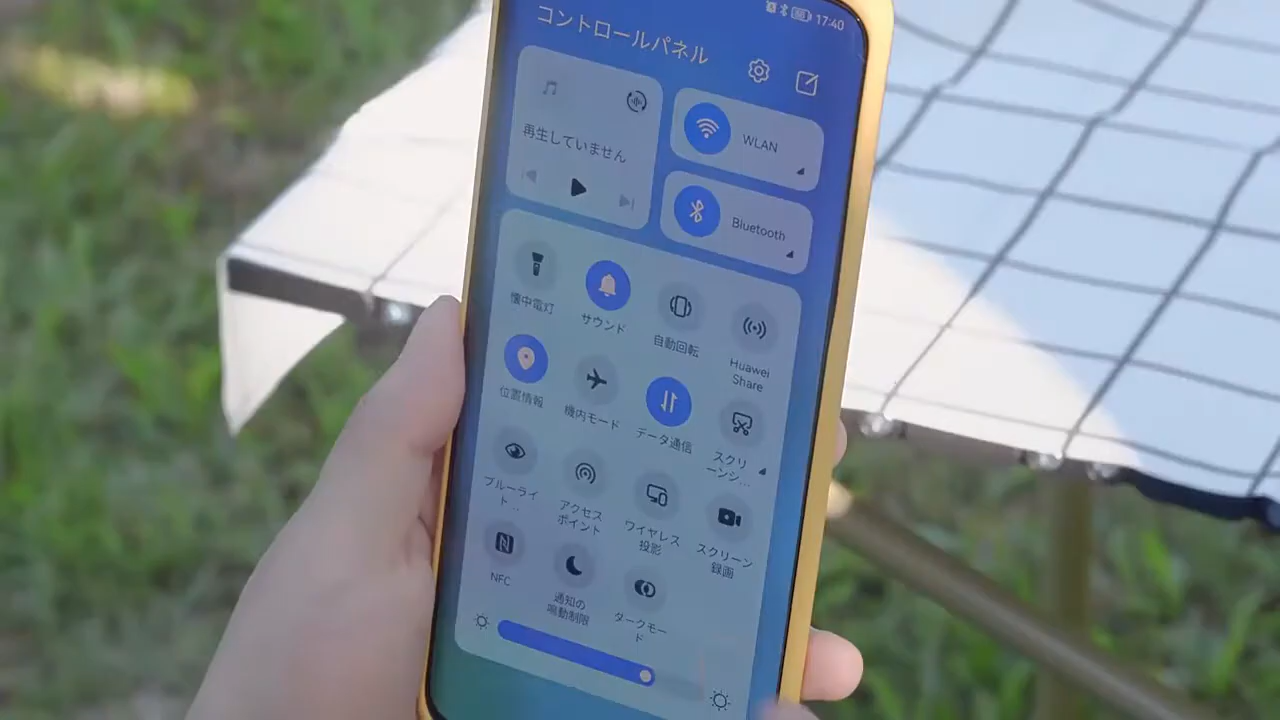 17:40
コントロールパネル
再生していません
WLAN
Bluetooth
懐中電灯
サウンド
自動回転
Huawei
Share
位置情報
機内モード
データ通信
スクリ
ーンシ...
ブルーライ
ト...
アクセス
ポイント
ワイヤレス
投影
スクリーン
録画
NFC
通知の
鳴動制限
ダークモー
ド